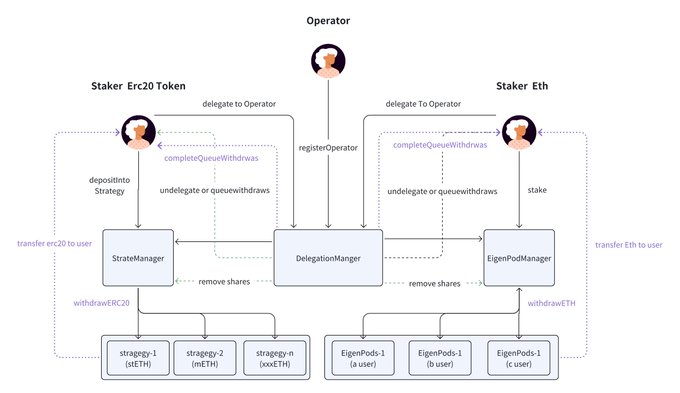 Operator
Staker Erc20 Token
Staker Eth
delegate to Operator
delegate To Operator
completeQueueWithdrwas
registerOperator
completeQueueWithdrwas
depositInto
Strategy
undelegate or queuewithdraws
undelegate or queuewithdraws
stake
transfer erc20 to user
transfer Eth to user
StrateManager
DelegationManger
EigenPodManager
remove shares
remove shares
withdrawERC20
withdrawETH
stragegy-1
(stETH)
stragegy-2
(mETH)
stragegy-n
(xxxETH)
EigenPods-1
(a user)
EigenPods-1
(b user)
EigenPods-1
(c user)